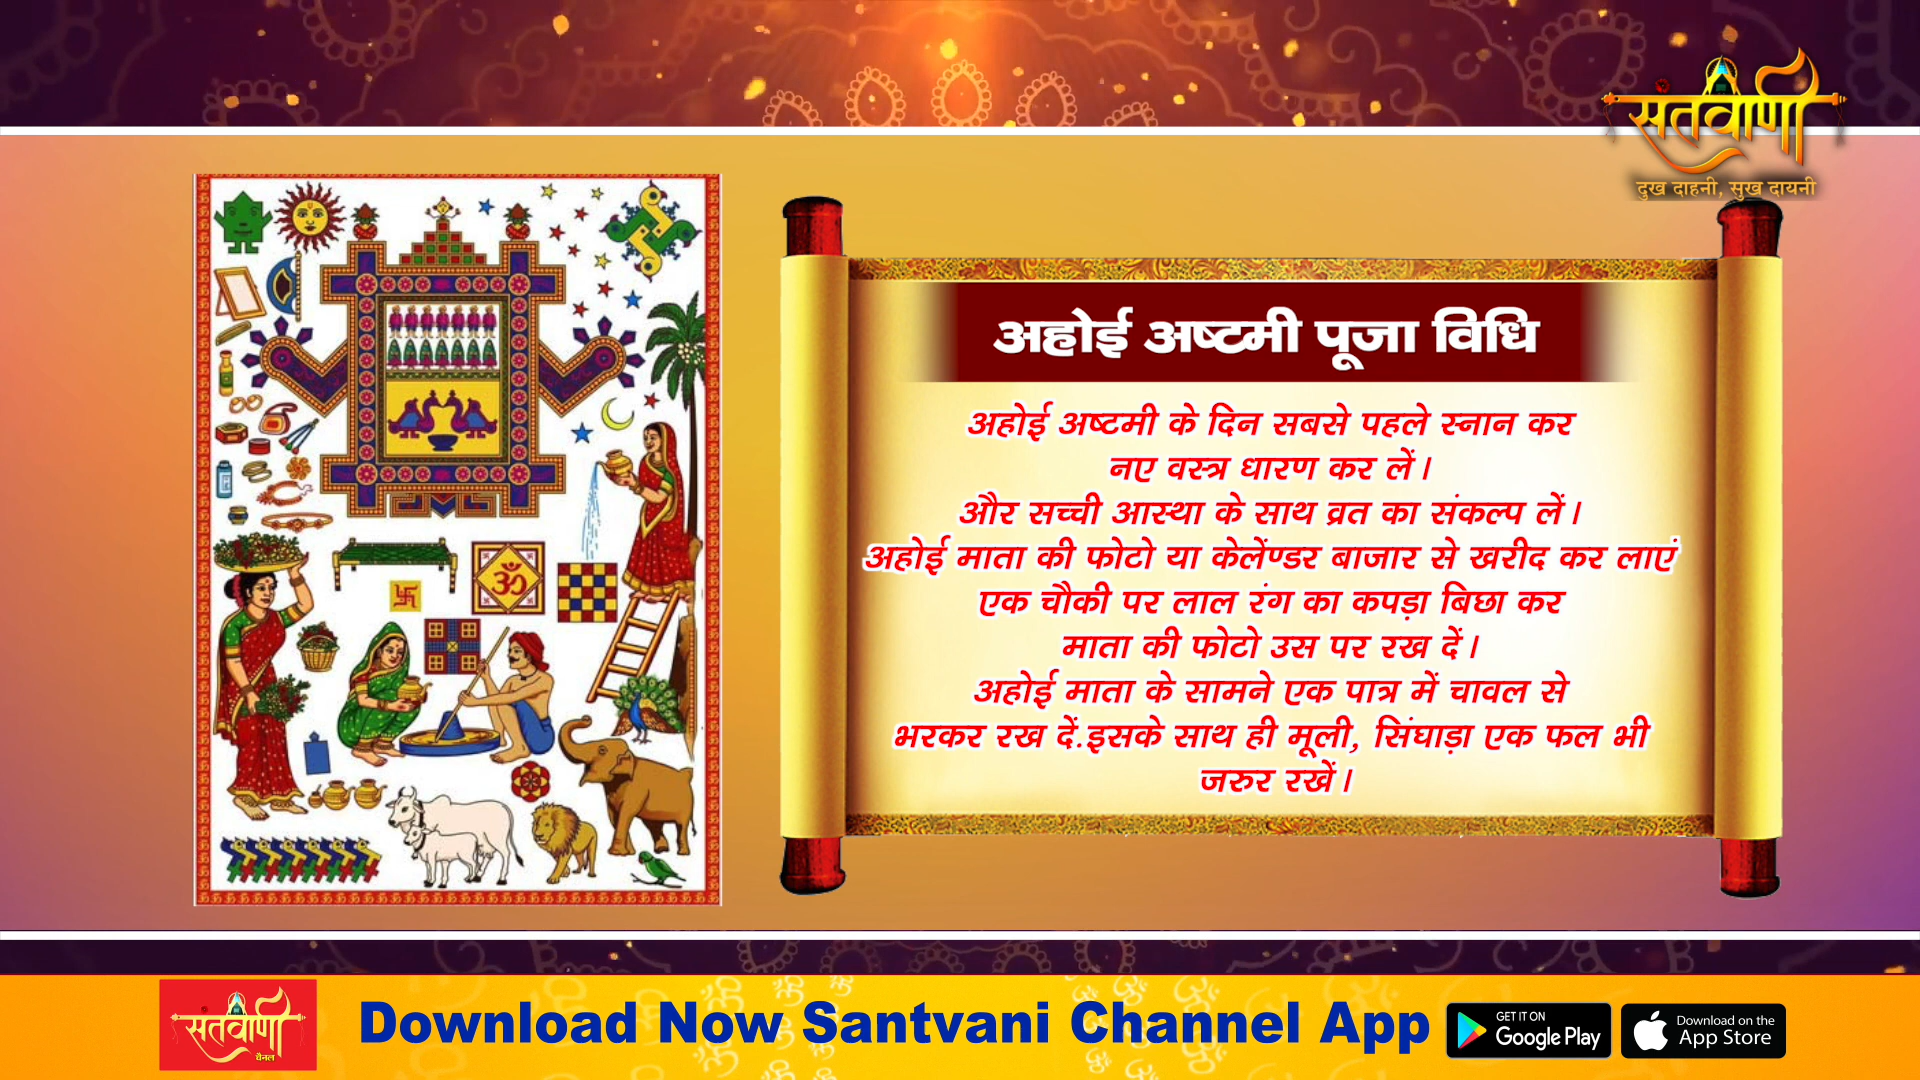 संतवाणी
दुख दाहनी, सुख दायनी
अहोई अष्टमी पूजा विधि
अहोई अष्टमी के दिन सबसे पहले स्नान कर
नए वस्त्र धारण कर लें।
और सच्ची आस्था के साथ व्रत का संकल्प लें।
अहोई माता की फोटो या केलेंण्डर बाजार से खरीद कर लाएं
एक चौकी पर लाल रंग का कपड़ा बिछा कर
माता की फोटो उस पर रख दें।
अहोई माता के सामने एक पात्र में चावल से
भरकर रख दें.इसके साथ ही मूली, सिंघाड़ा एक फल भी
जरुर रखें।
ॐ
संतवाणी
चैनल
Download Now Santvani Channel App
GET IT ON
Google Play
Download on the
App Store